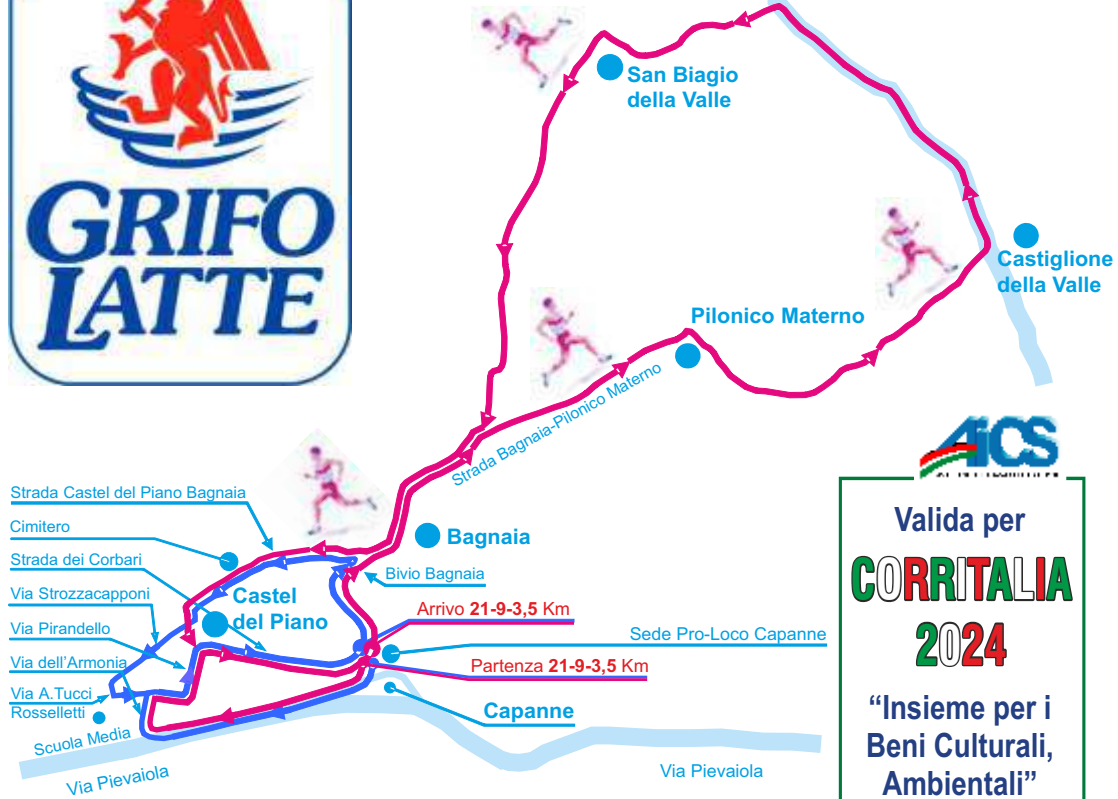 GRIFO
LATTE
San Biagio
della Valle
Castiglione
della Valle
Pilonico Materno
Strada Bagnaia-Pilonico Materno
Bagnaia
Bivio Bagnaia
Strada Castel del Piano Bagnaia
Cimitero
Strada dei Corbari
Via Strozzacapponi
Via Pirandello
Via dell’Armonia
Via A.Tucci
Rosselletti
Scuola Media
Via Pievaiola
Castel
del Piano
Arrivo 21-9-3,5 Km
Sede Pro-Loco Capanne
Partenza 21-9-3,5 Km
Capanne
Via Pievaiola
AiCS
Valida per
CORRITALIA
2024
“Insieme per i
Beni Culturali,
Ambientali”